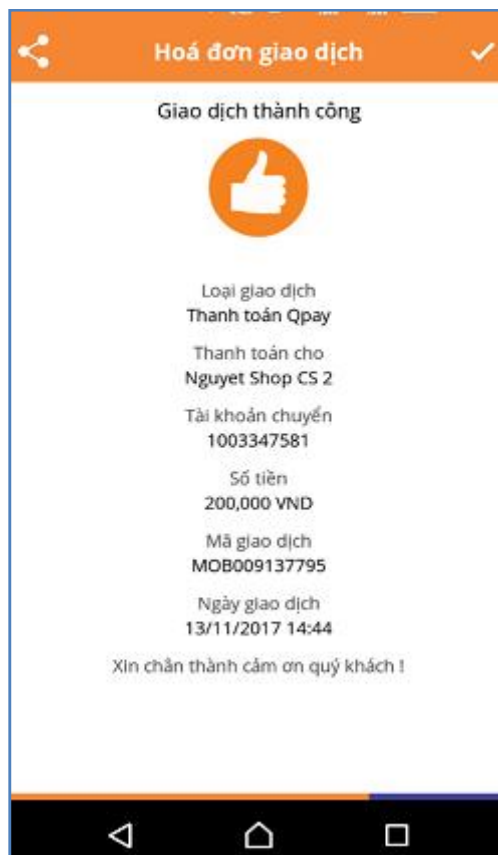 Hoá đơn giao dịch
Giao dịch thành công
Loại giao dịch
Thanh toán Qpay
Thanh toán cho
Nguyet Shop CS 2
Tài khoản chuyển
1003347581
Số tiền
200,000 VND
Mã giao dịch
MOB009137795
Ngày giao dịch
13/11/2017 14:44
Xin chân thành cảm ơn quý khách !